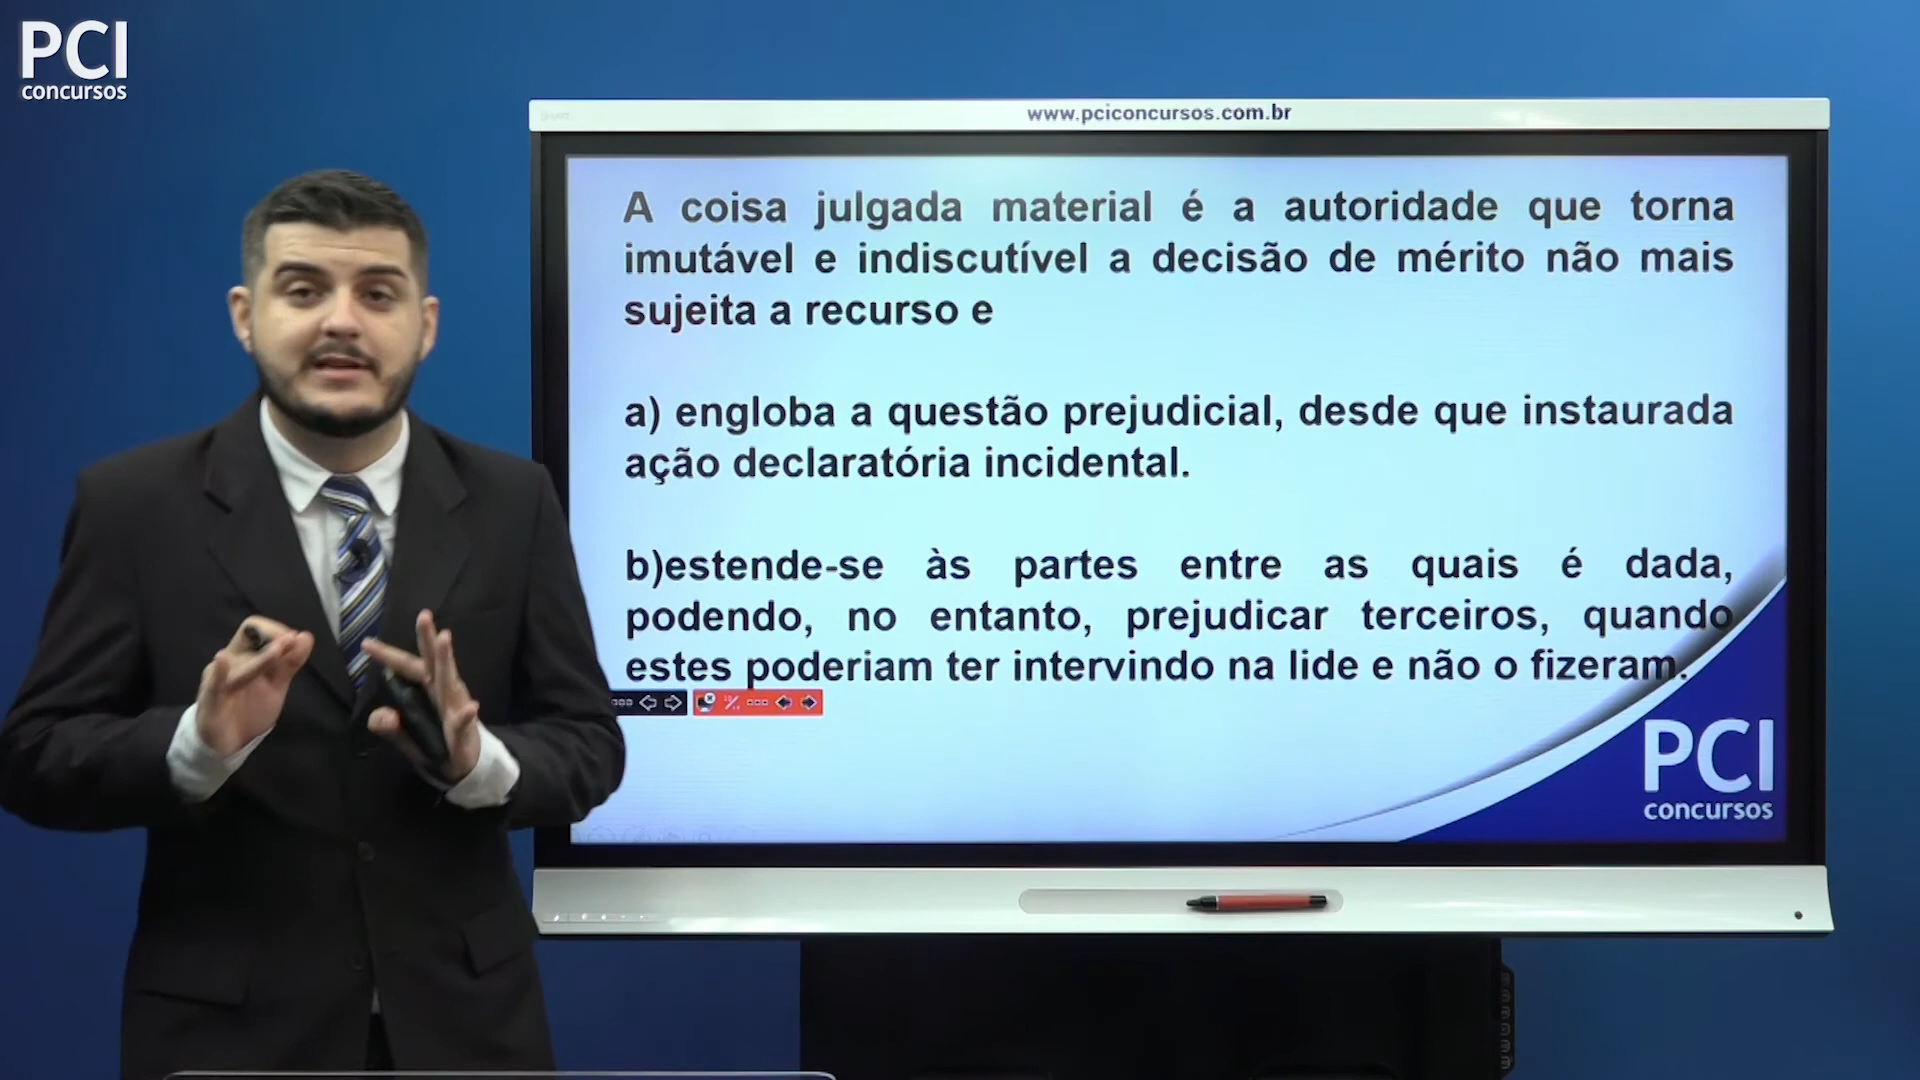 PCI
concursos
www.pciconcursos.com.br
A coisa julgada material é a autoridade que torna
imutável e indiscutível a decisão de mérito não mais
sujeita a recurso e
a) engloba a questão prejudicial, desde que instaurada
ação declaratória incidental.
b)estende-se às partes entre as quais é dada,
podendo, no entanto, prejudicar terceiros, quando
estes poderiam ter intervindo na lide e não o fizeram.
PCI
concursos